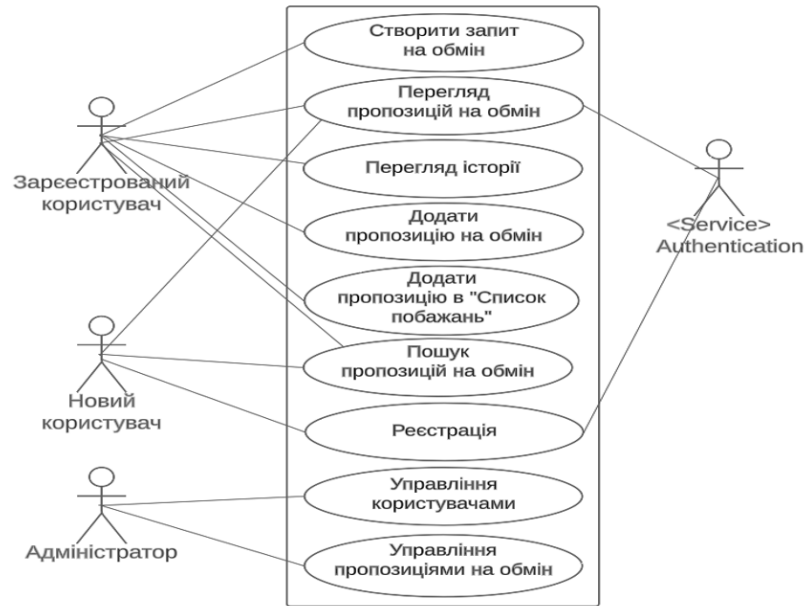 Створити запит
на обмін
Перегляд
пропозицій на обмін
Перегляд історії
Додати
пропозицію на обмін
Додати
пропозицію в "Список
побажань"
Пошук
пропозицій на обмін
Реєстрація
Управління
користувачами
Управління
пропозиціями на обмін
Зарєестрований
користувач
Новий
користувач
Адміністратор
<Service>
Authentication